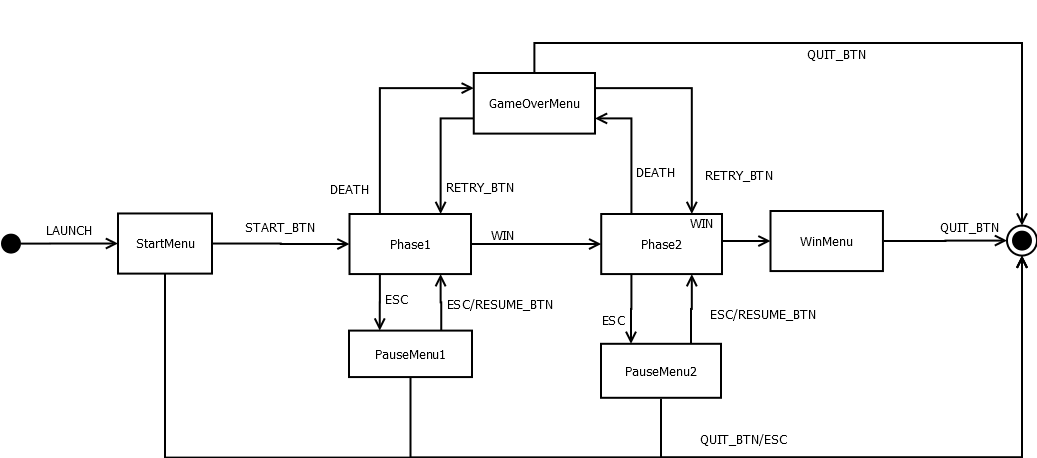 QUIT_BTN
GameOverMenu
DEATH
RETRY_BTN
DEATH
RETRY_BTN
LAUNCH
StartMenu
START_BTN
Phase1
WIN
Phase2
WIN
WinMenu
QUIT_BTN
ESC
ESC/RESUME_BTN
ESC
ESC/RESUME_BTN
PauseMenu1
PauseMenu2
QUIT_BTN/ESC